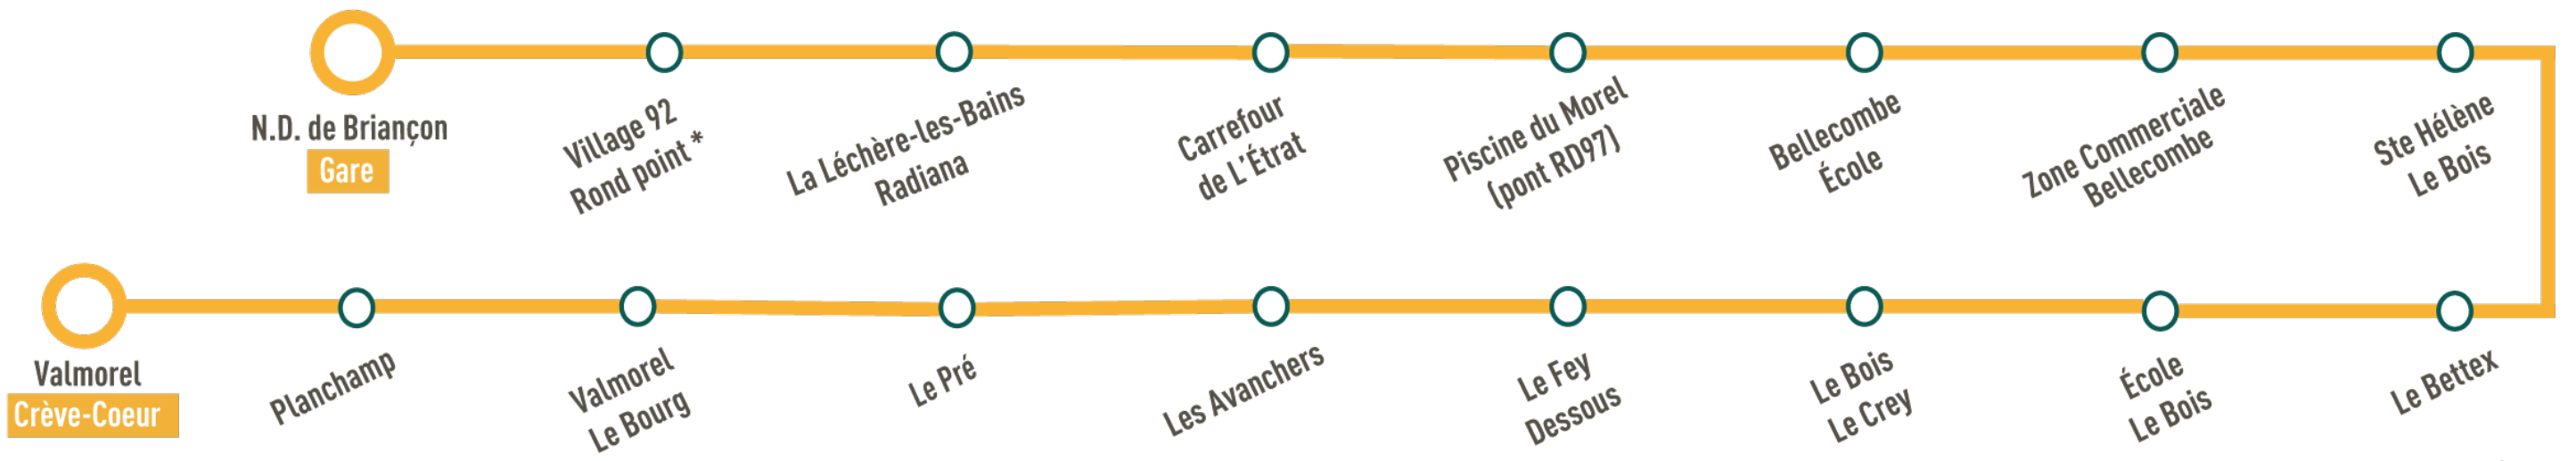 N.D. de Briançon
Gare
Village 92
Rond point *
La Léchère-les-Bains
Radiana
Carrefour
de L'Étrat
Piscine du Morel
(pont RD97)
Bellecombe
École
Zone Commerciale
Bellecombe
Ste Hélène
Le Bois
Valmorel
Crève-Coeur
Planchamp
Valmorel
Le Bourg
Le Pré
Les Avanchers
Le Fey
Dessous
Le Bois
Le Crey
École
Le Bois
Le Bettex